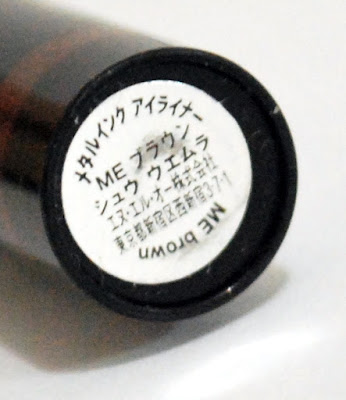 メタルインク アイライナー
ME ブラウン
シュウ ウエムラ
エヌ・エル・オー株式会社
東京都新宿区西新宿3-7-1
ME brown